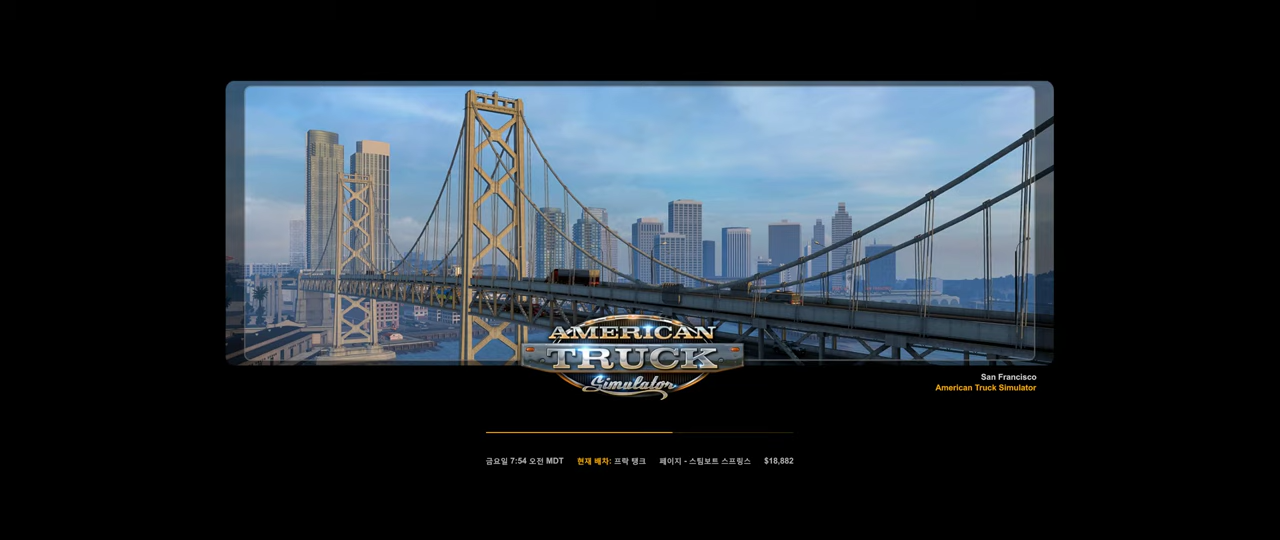 AMERICAN
TRUCK
Simulator
San Francisco
American Truck Simulator
금요일 7:54 오전 MDT 현재 배차: 프락 탱크 페이지 - 스팀보트 스프링스 $18,882